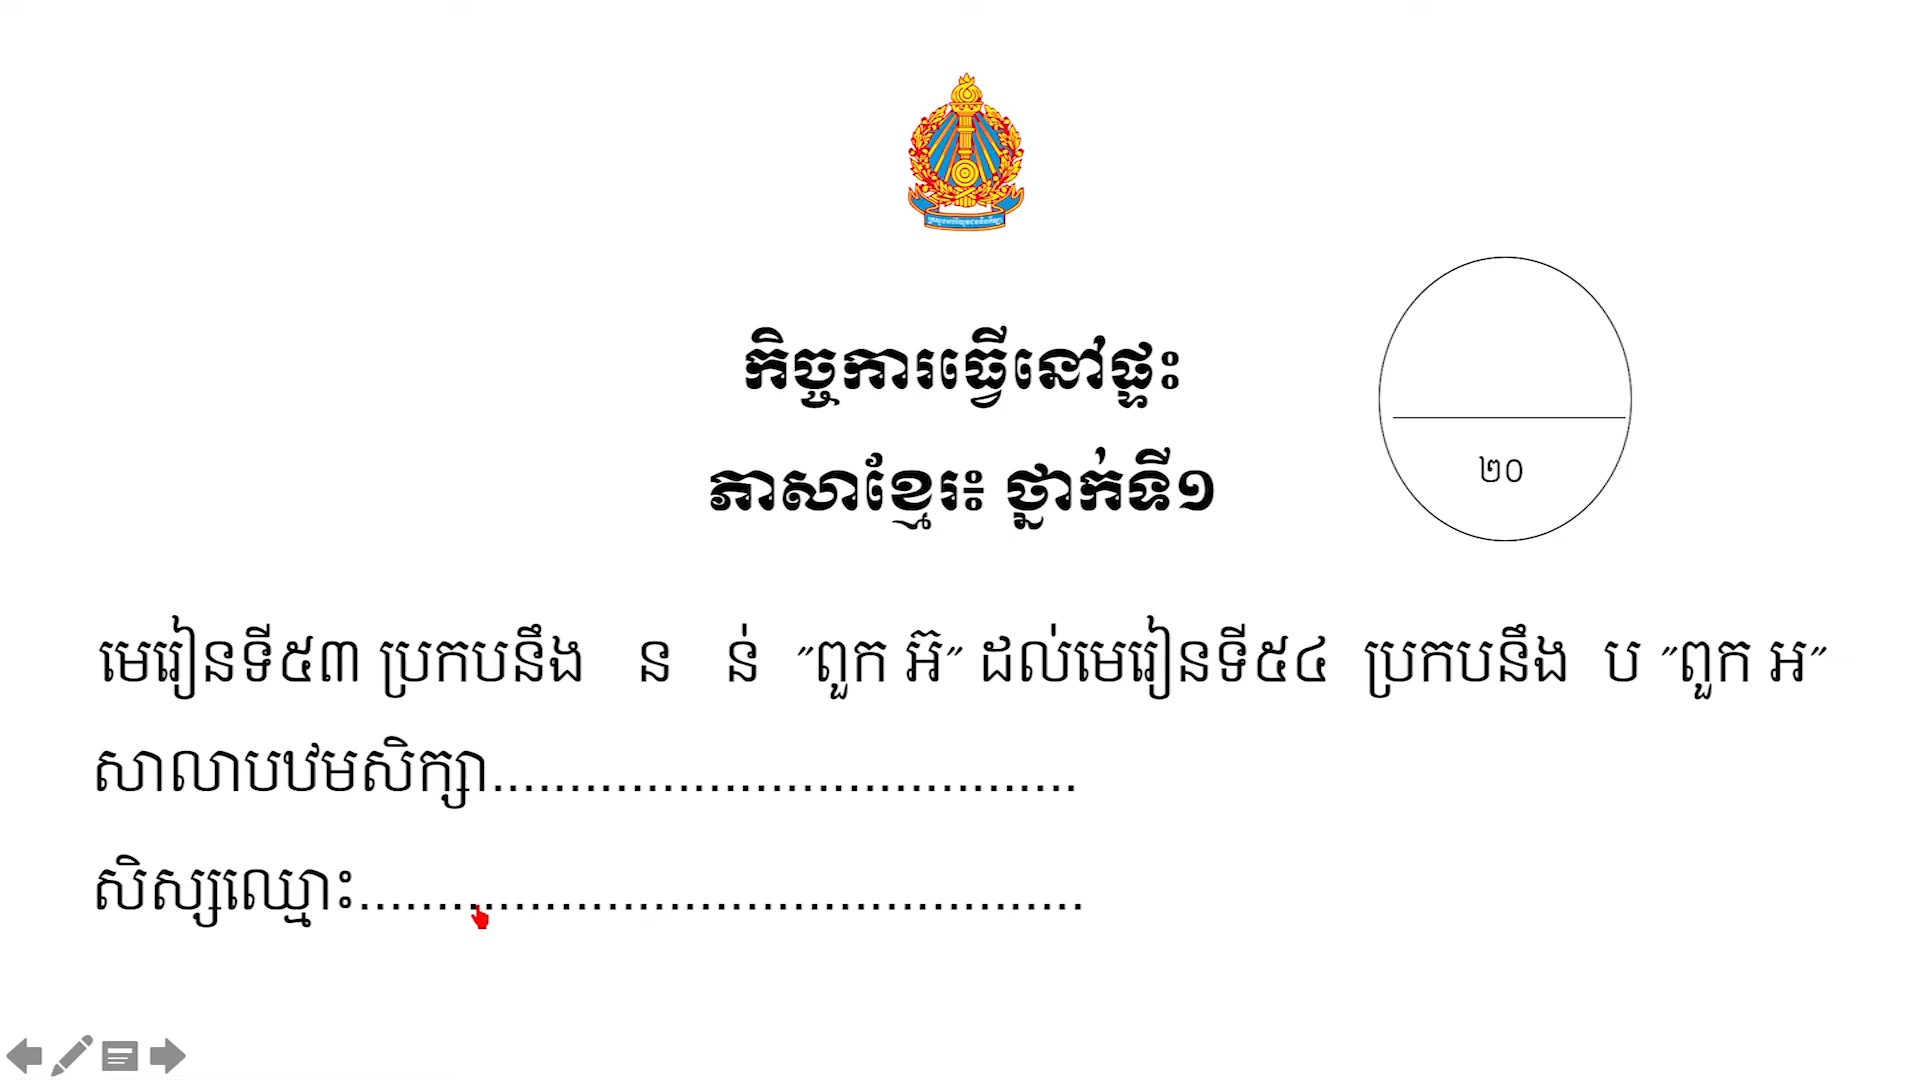 កិច្ចការធ្វើនៅផ្ទះ
ភាសាខ្មែរ៖ ថ្នាក់ទី១
២០
មេរៀនទី៥៣ ប្រកបនឹង ន ន់ “ពួក អ៊” ដល់មេរៀនទី៥៤ ប្រកបនឹង ប “ពួក អ”
សាលាបឋមសិក្សា......................................
សិស្សឈ្មោះ................................................